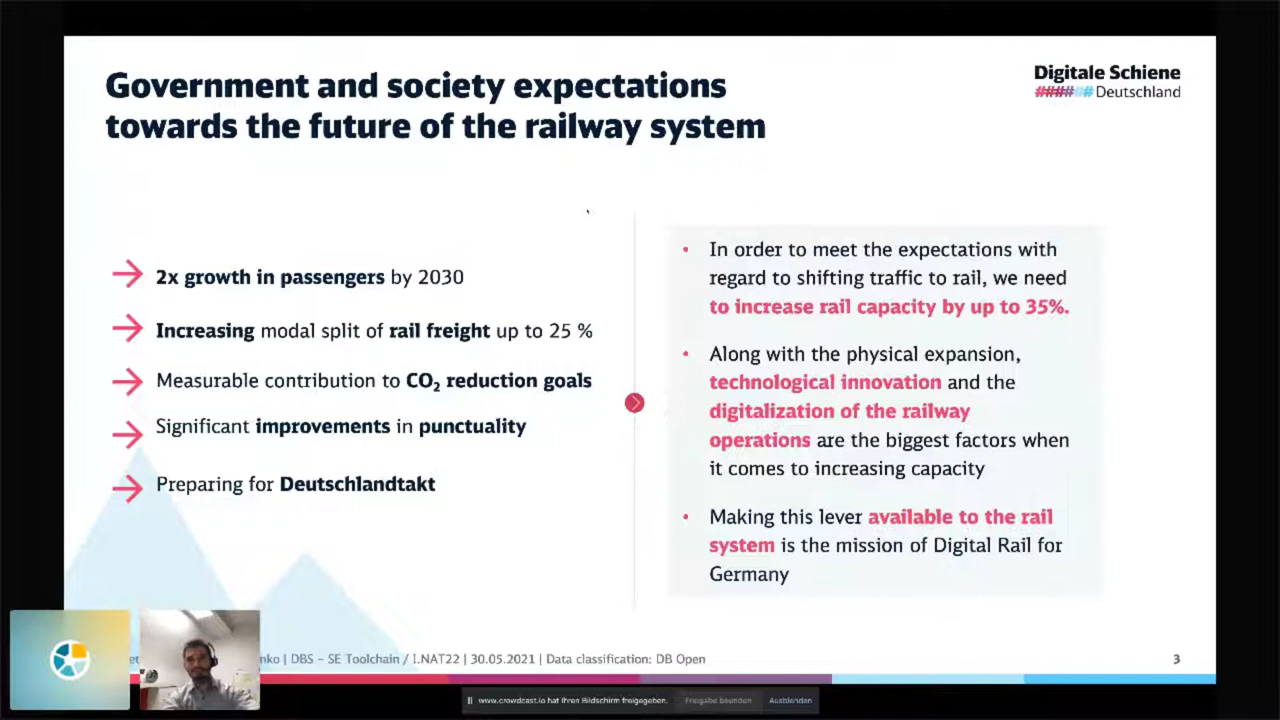 Government and society expectations
towards the future of the railway system
Digitale Schiene
###### Deutschland
2x growth in passengers by 2030
Increasing modal split of rail freight up to 25 %
Measurable contribution to CO₂ reduction goals
Significant improvements in punctuality
Preparing for Deutschlandtakt
• In order to meet the expectations with
regard to shifting traffic to rail, we need
to increase rail capacity by up to 35%.
• Along with the physical expansion,
technological innovation and the
digitalization of the railway
operations are the biggest factors when
it comes to increasing capacity
• Making this lever available to the rail
system is the mission of Digital Rail for
Germany
| DBS – SE Toolchain / I.NAT22 | 30.05.2021 | Data classification: DB Open
3
www.crowdcast.io hat Ihren Bildschirm freigegeben. Freigabe beenden Ausblenden